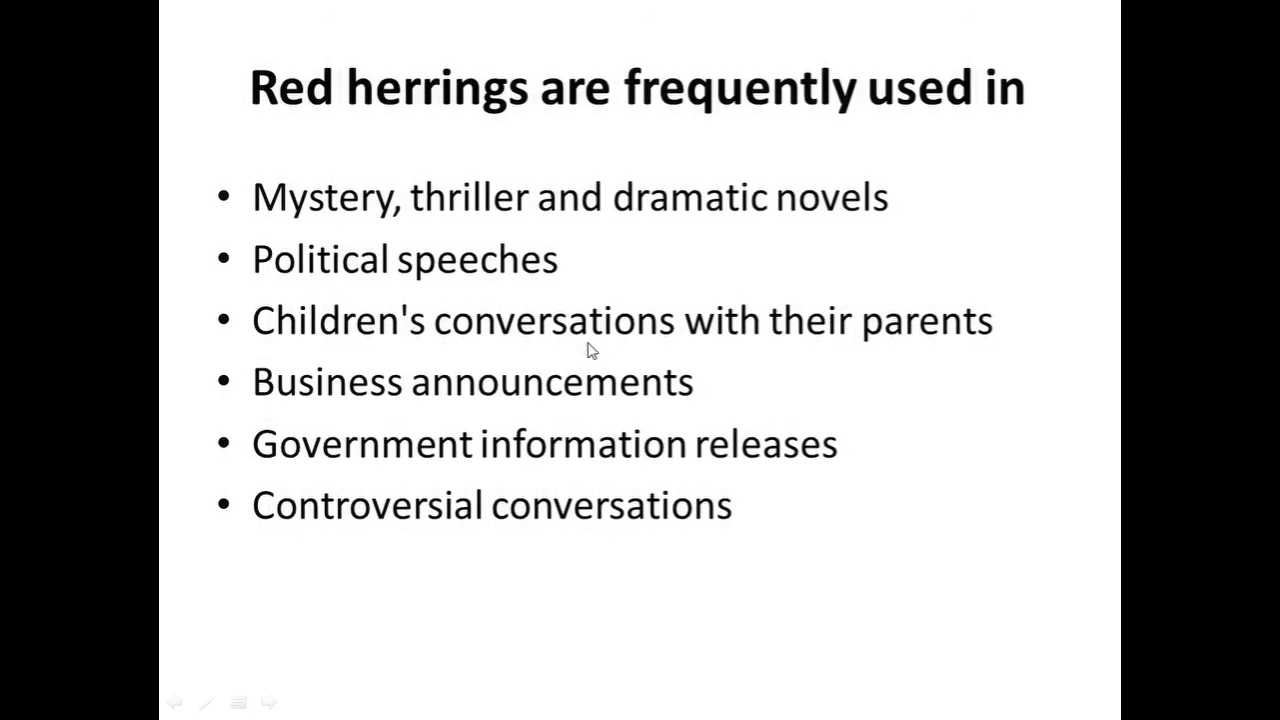 Red herrings are frequently used in
• Mystery, thriller and dramatic novels
• Political speeches
• Children's conversations with their parents
• Business announcements
• Government information releases
• Controversial conversations